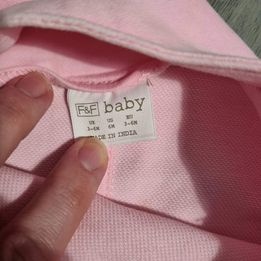 F&F baby
UK US EU
3-6M 6M 3-6M
MADE IN INDIA